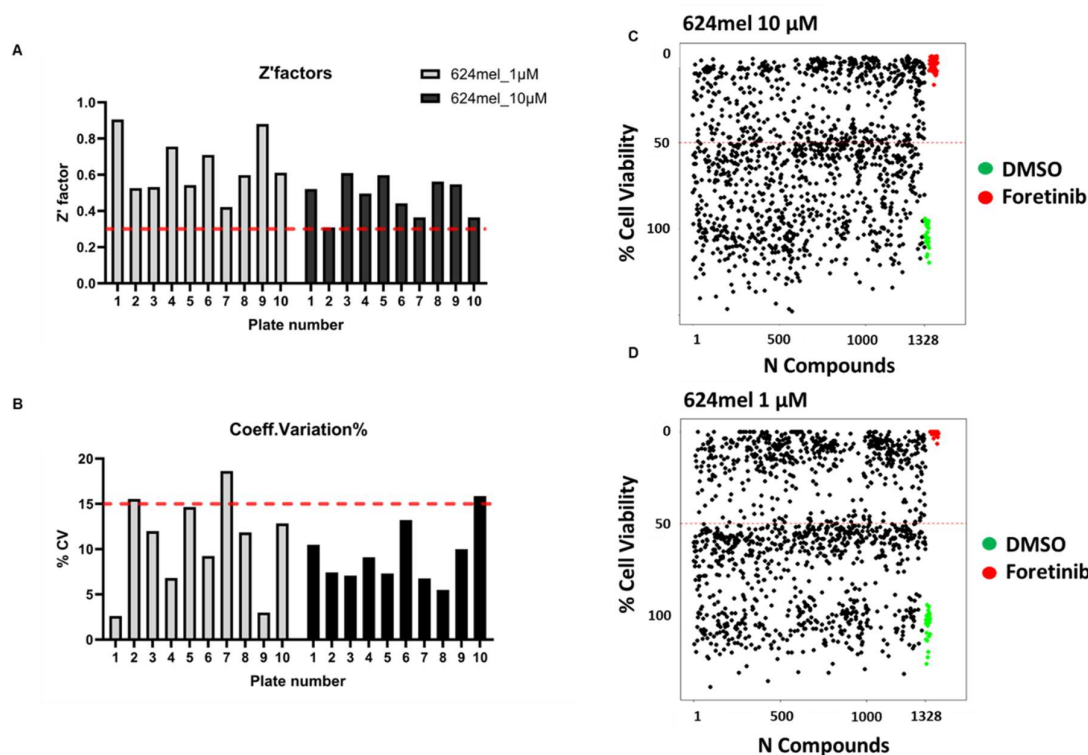 A
Z'factors
624mel_1µM
624mel_10µM
1.0
0.8
0.6
0.4
0.2
0.0
Z' factor
1 2 3 4 5 6 7 8 9 10 1 2 3 4 5 6 7 8 9 10
Plate number
B
Coeff.Variation%
20
15
10
5
0
% CV
1 2 3 4 5 6 7 8 9 10 1 2 3 4 5 6 7 8 9 10
Plate number
C
624mel 10 µM
0
50
100
% Cell Viability
1 500 1000 1328
N Compounds
DMSO
Foretinib
D
624mel 1 µM
0
50
100
% Cell Viability
1 500 1000 1328
N Compounds
DMSO
Foretinib